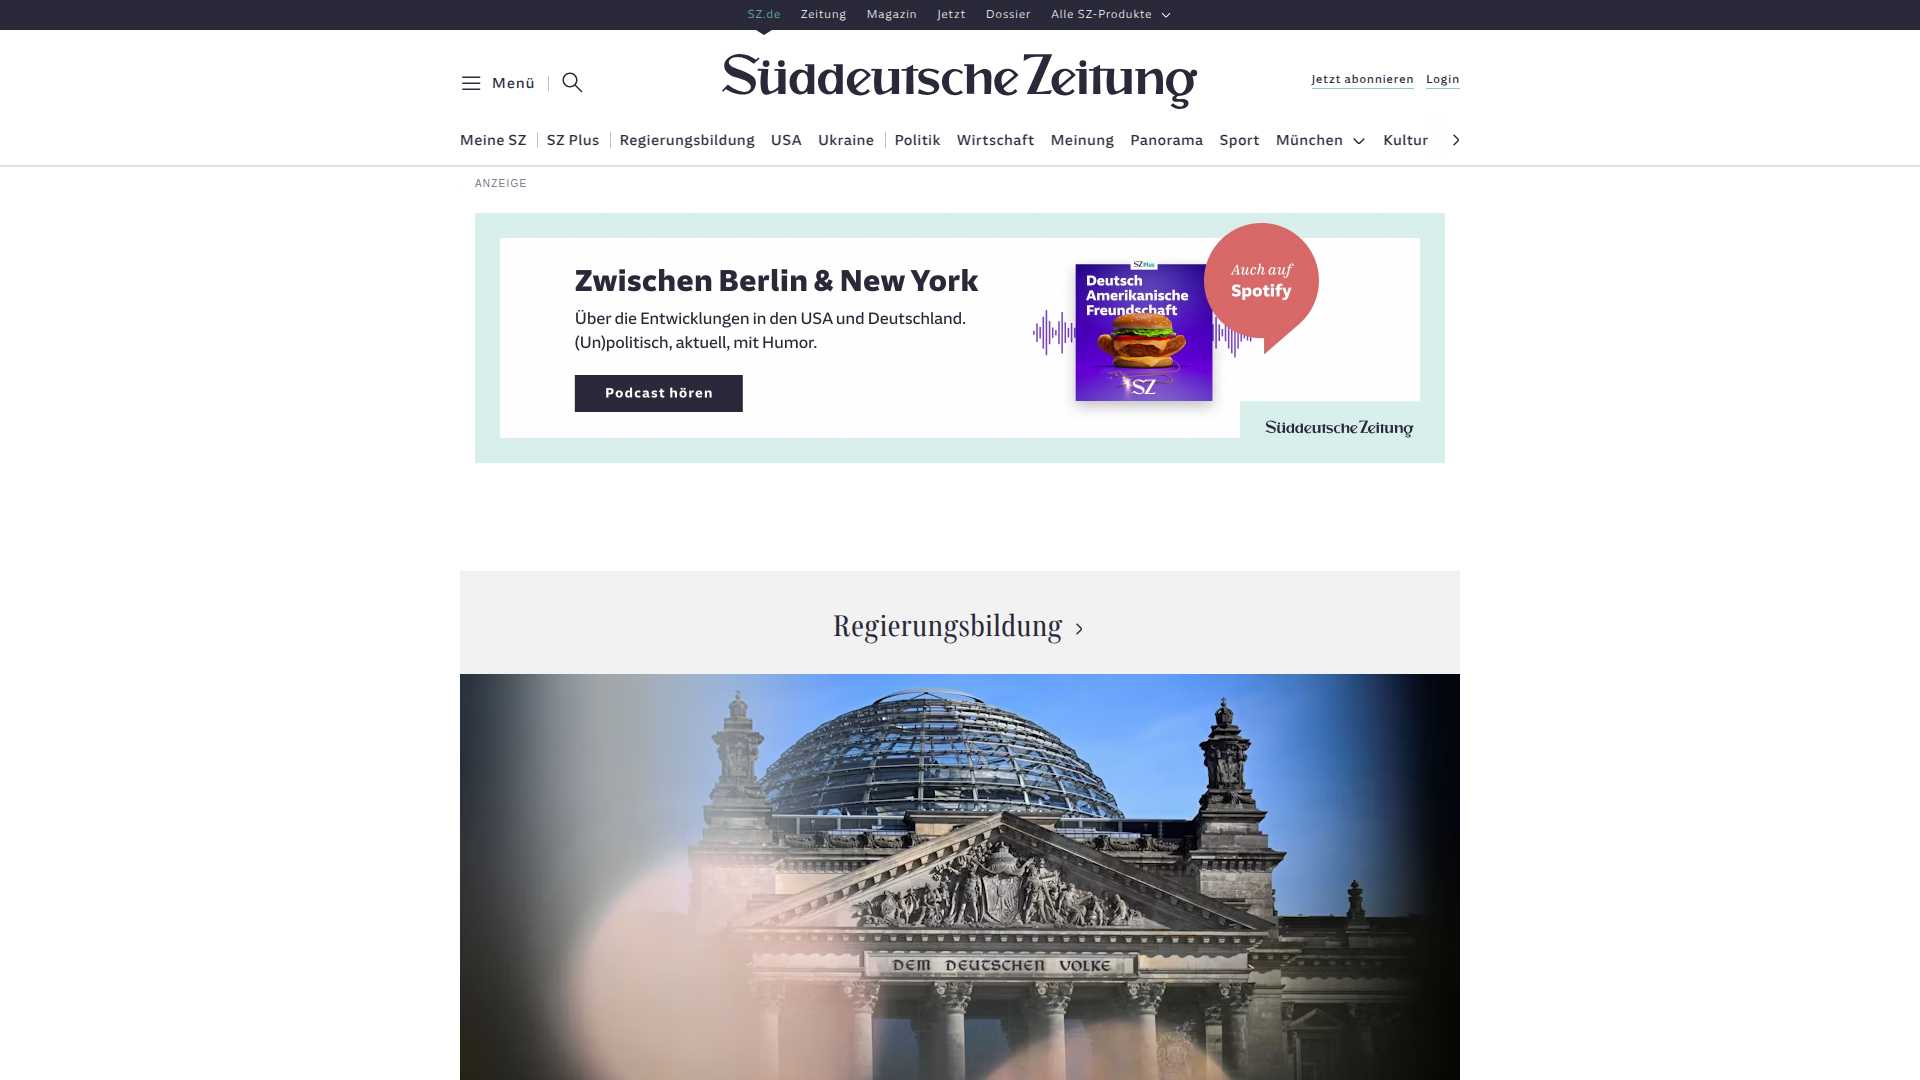 SZ.de Zeitung Magazin Jetzt Dossier Alle SZ-Produkte
Menü
Süddeutsche Zeitung
Jetzt abonnieren Login
Meine SZ SZ Plus Regierungsbildung USA Ukraine Politik Wirtschaft Meinung Panorama Sport München Kultur
ANZEIGE
Zwischen Berlin & New York
Über die Entwicklungen in den USA und Deutschland.
(Un)politisch, aktuell, mit Humor.
Podcast hören
SZ Plus
Deutsch
Amerikanische
Freundschaft
SZ
Auch auf
Spotify
Süddeutsche Zeitung
Regierungsbildung
DEM DEUTSCHEN VOLKE